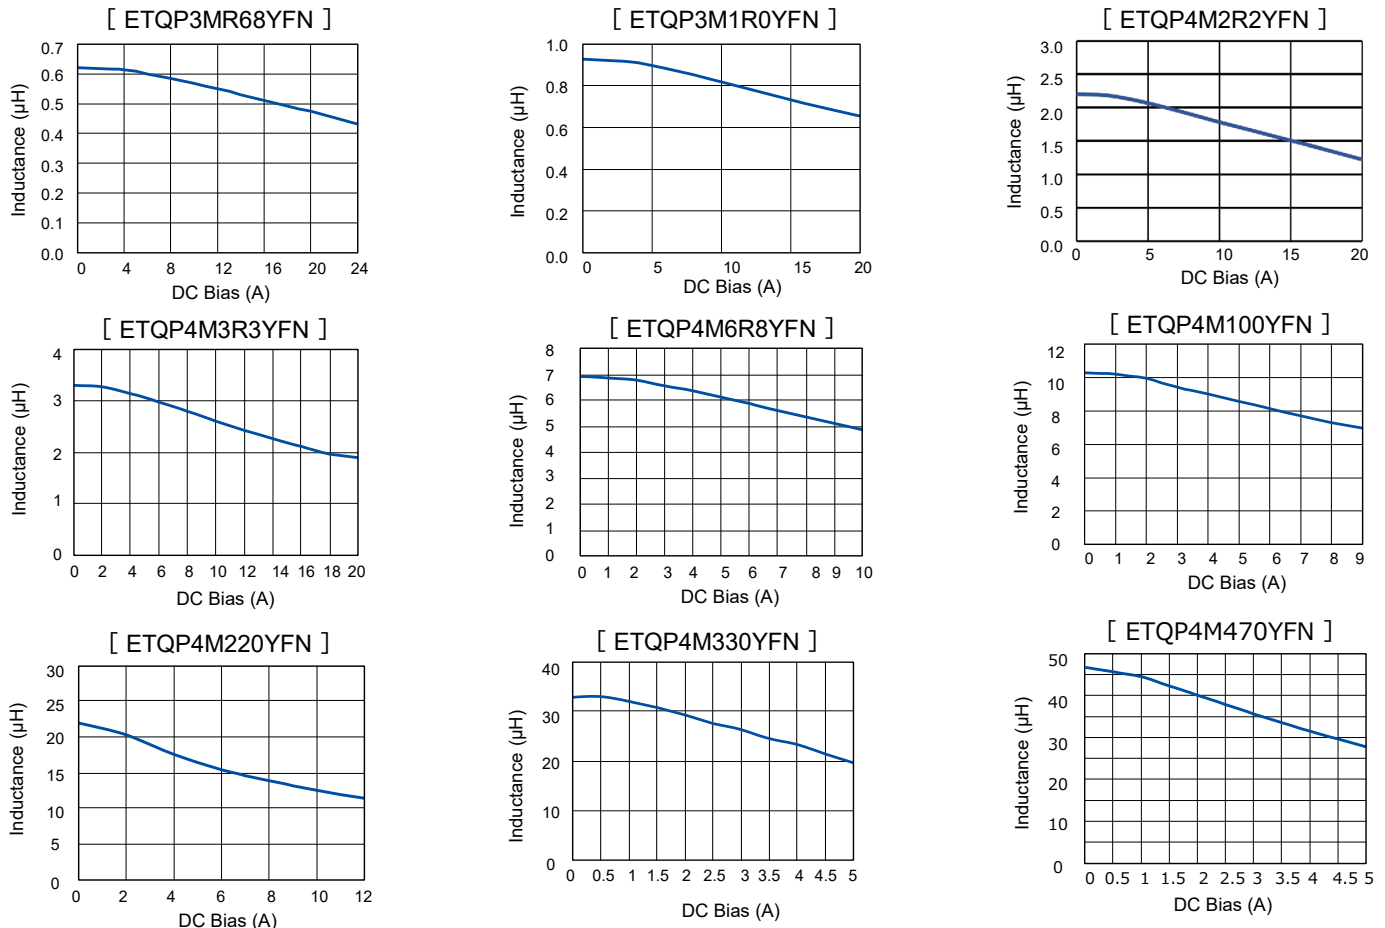 [ ETQP3MR68YFN ]
Inductance (µH)
0.7
0.6
0.5
0.4
0.3
0.2
0.1
0.0
0 4 8 12 16 20 24
DC Bias (A)
[ ETQP3M1R0YFN ]
Inductance (µH)
1.0
0.8
0.6
0.4
0.2
0.0
0 5 10 15 20
DC Bias (A)
[ ETQP4M2R2YFN ]
Inductance (µH)
3.0
2.5
2.0
1.5
1.0
0.5
0.0
0 5 10 15 20
DC Bias (A)
[ ETQP4M3R3YFN ]
Inductance (µH)
4
3
2
1
0
0 2 4 6 8 10 12 14 16 18 20
DC Bias (A)
[ ETQP4M6R8YFN ]
Inductance (µH)
8
7
6
5
4
3
2
1
0
0 1 2 3 4 5 6 7 8 9 10
DC Bias (A)
[ ETQP4M100YFN ]
Inductance (µH)
12
10
8
6
4
2
0
0 1 2 3 4 5 6 7 8 9
DC Bias (A)
[ ETQP4M220YFN ]
Inductance (µH)
30
25
20
15
10
5
0
0 2 4 6 8 10 12
DC Bias (A)
[ ETQP4M330YFN ]
Inductance (µH)
40
30
20
10
0
0 0.5 1 1.5 2 2.5 3 3.5 4 4.5 5
DC Bias (A)
[ ETQP4M470YFN ]
Inductance (µH)
50
40
30
20
10
0
0 0.5 1 1.5 2 2.5 3 3.5 4 4.5 5
DC Bias (A)